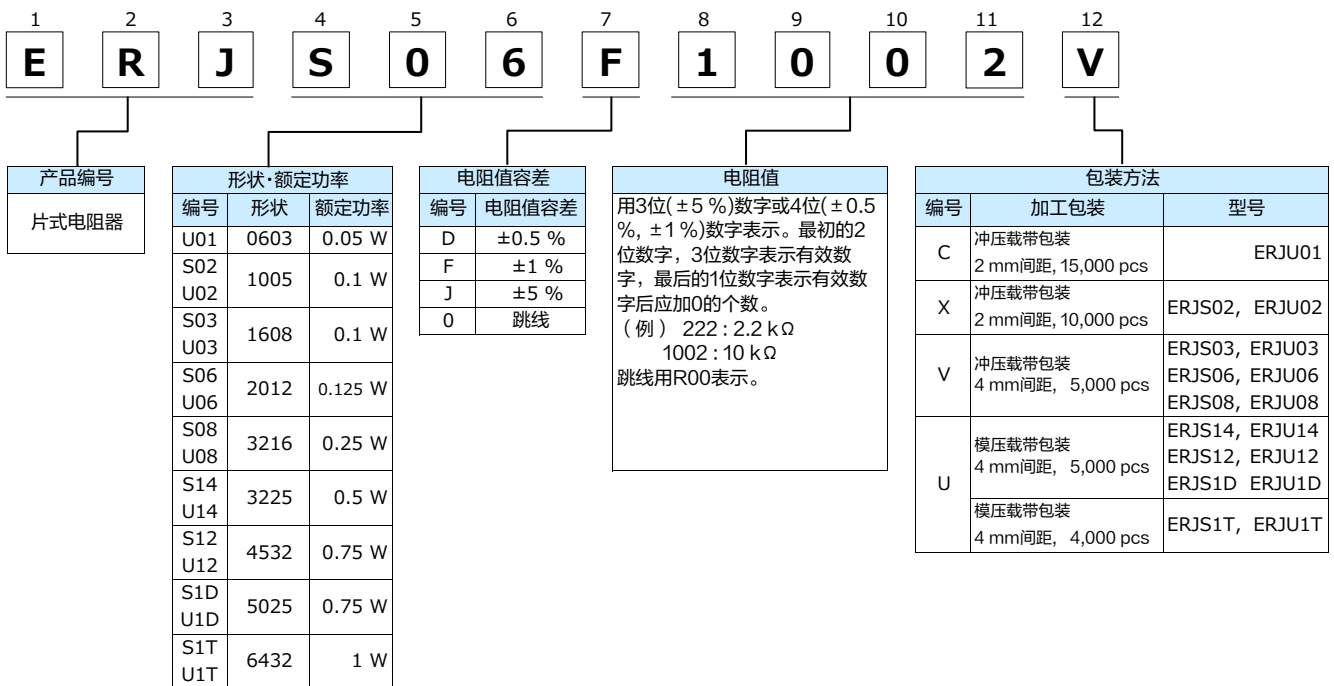 1 2 3 4 5 6 7 8 9 10 11 12
E R J S 0 6 F 1 0 0 2 V
产品编号
片式电阻器
形状·额定功率
编号 形状 额定功率
U01 0603 0.05 W
S02
U02
1005 0.1 W
S03
U03
1608 0.1 W
S06
U06
2012 0.125 W
S08
U08
3216 0.25 W
S14
U14
3225 0.5 W
S12
U12
4532 0.75 W
S1D
U1D
5025 0.75 W
S1T
U1T
6432 1 W
电阻值容差
编号 电阻值容差
D ±0.5 %
F ±1 %
J ±5 %
0 跳线
电阻值
用3位(±5 %)数字或4位(±0.5
%, ±1 %)数字表示。最初的2
位数字，3位数字表示有效数
字，最后的1位数字表示有效数
字后应加0的个数。
（例） 222 : 2.2 kΩ
1002 : 10 kΩ
跳线用R00表示。
包装方法
编号 加工包装 型号
C
冲压载带包装
2 mm间距, 15,000 pcs
ERJU01
X
冲压载带包装
2 mm间距, 10,000 pcs
ERJS02, ERJU02
V
冲压载带包装
4 mm间距, 5,000 pcs
ERJS03, ERJU03
ERJS06, ERJU06
ERJS08, ERJU08
U
模压载带包装
4 mm间距, 5,000 pcs
ERJS14, ERJU14
ERJS12, ERJU12
ERJS1D ERJU1D
模压载带包装
4 mm间距, 4,000 pcs
ERJS1T, ERJU1T